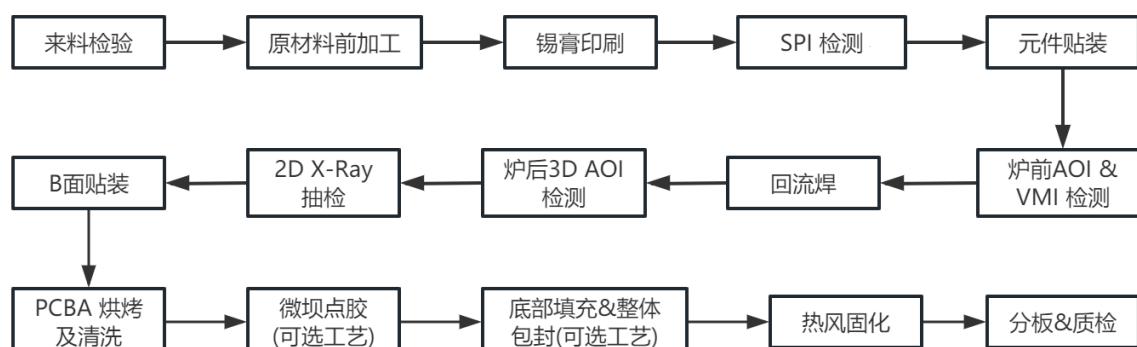 来料检验
原材料前加工
锡膏印刷
SPI 检测
元件贴装
炉前AOI &
VMI 检测
回流焊
炉后3D AOI
检测
2D X-Ray
抽检
B面贴装
PCBA 烘烤
及清洗
微坝点胶
(可选工艺)
底部填充&整体
包封(可选工艺)
热风固化
分板&质检